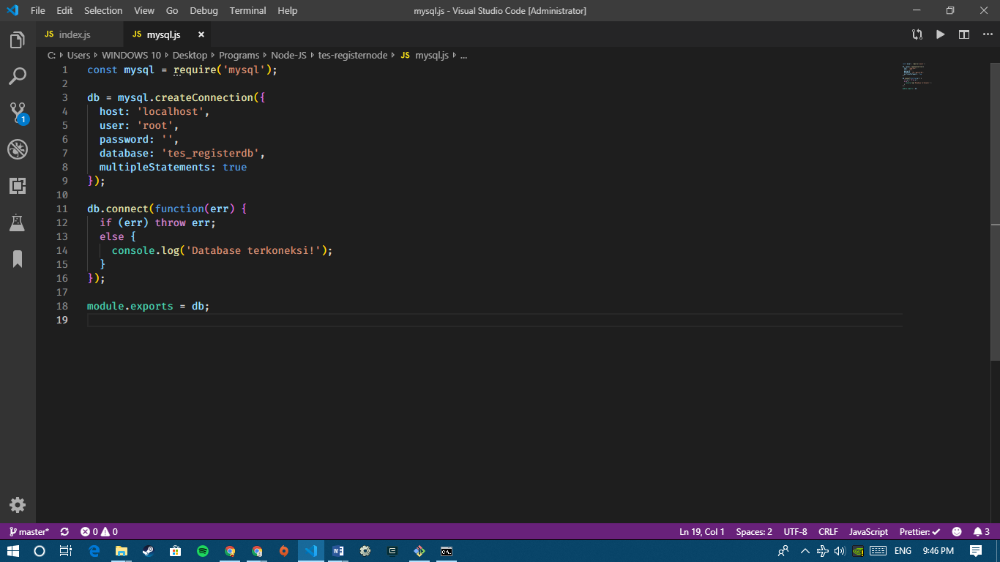 File Edit Selection View Go Debug Terminal Help
mysql.js - Visual Studio Code [Administrator]
JS index.js
JS mysql.js
C: Users WINDOWS 10 Desktop Programs Node-JS tes-registernode JS mysql.js ...
1 const mysql = require('mysql');
2
3 db = mysql.createConnection({
4 host: 'localhost',
5 user: 'root',
6 password: '',
7 database: 'tes_registerdb',
8 multipleStatements: true
9 });
10
11 db.connect(function(err) {
12 if (err) throw err;
13 else {
14 console.log('Database terkoneksi!');
15 }
16 });
17
18 module.exports = db;
19
1
master* 0 0 Ln 19, Col 1 Spaces: 2 UTF-8 CRLF JavaScript Prettier: 3
ENG 9:46 PM